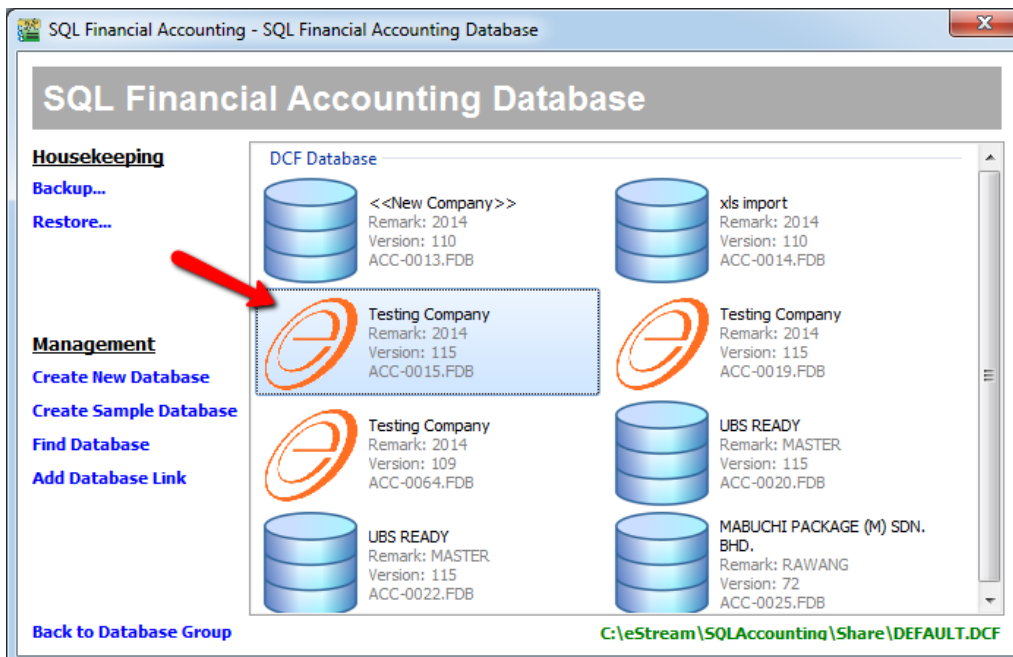 SQL Financial Accounting - SQL Financial Accounting Database
SQL Financial Accounting Database
Housekeeping
Backup...
Restore...
Management
Create New Database
Create Sample Database
Find Database
Add Database Link
DCF Database
<<New Company>>
Remark: 2014
Version: 110
ACC-0013.FDB
xls import
Remark: 2014
Version: 110
ACC-0014.FDB
Testing Company
Remark: 2014
Version: 115
ACC-0015.FDB
Testing Company
Remark: 2014
Version: 115
ACC-0019.FDB
Testing Company
Remark: 2014
Version: 109
ACC-0064.FDB
UBS READY
Remark: MASTER
Version: 115
ACC-0020.FDB
UBS READY
Remark: MASTER
Version: 115
ACC-0022.FDB
MABUCHI PACKAGE (M) SDN.
BHD.
Remark: RAWANG
Version: 72
ACC-0025.FDB
Back to Database Group
C:\eStream\SQLAccounting\Share\DEFAULT.DCF